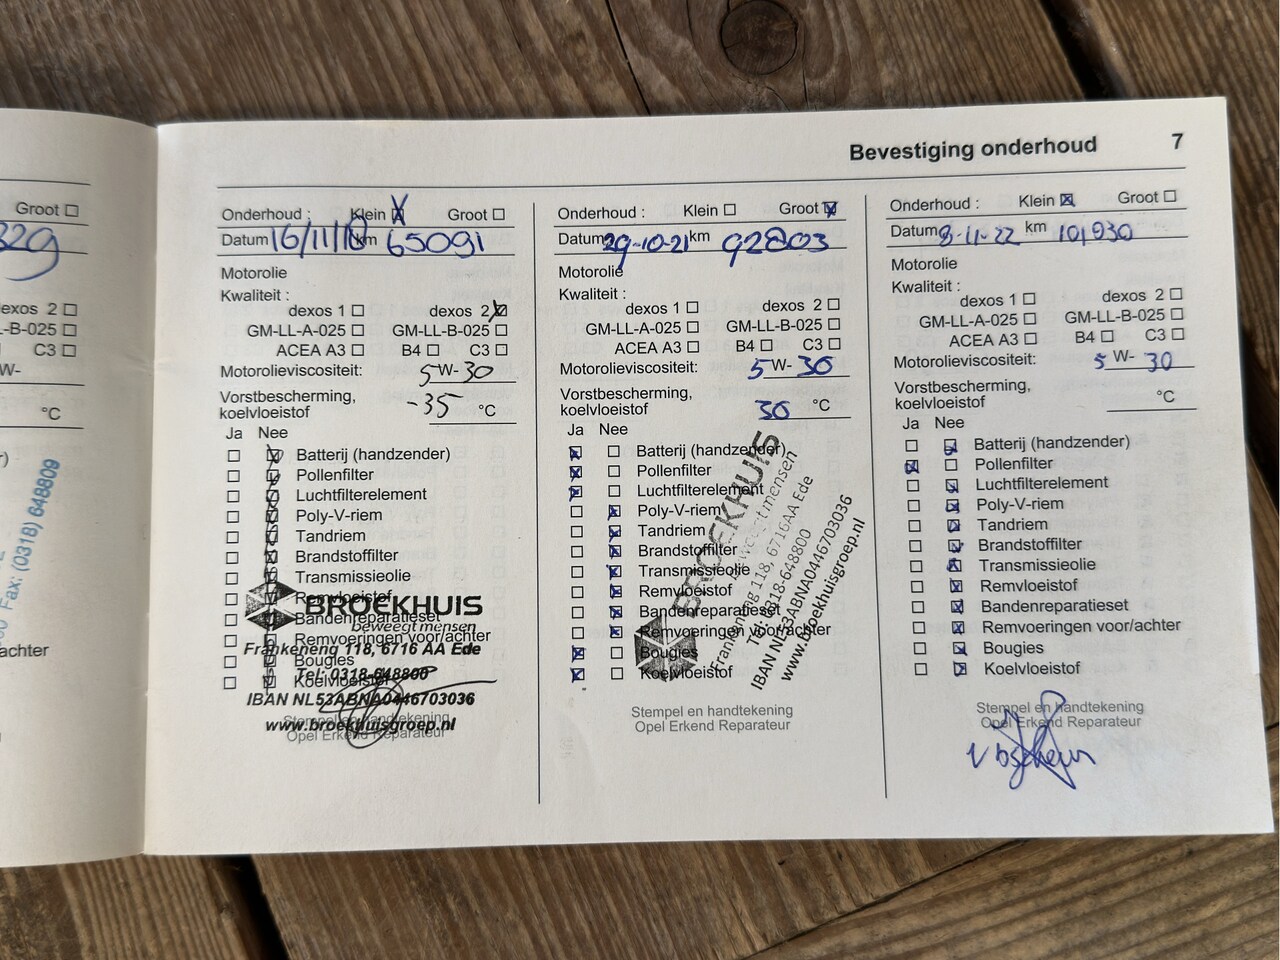 Bevestiging onderhoud 7
Groot
329
dexos 2
GM-LL-B-025
C3
W-
°C
Fax: (0318) 648809
achter
Onderhoud : Klein X Groot
Datum 16/11/18 km 65091
Motorolie
Kwaliteit :
dexos 1 dexos 2 X
GM-LL-A-025 GM-LL-B-025
ACEA A3 B4 C3
Motorolieviscositeit: 5 W- 30
Vorstbescherming,
koelvloeistof -35 °C
Ja Nee
Batterij (handzender)
Pollenfilter
Luchtfilterelement
Poly-V-riem
Tandriem
Brandstoffilter
Transmissieolie
Remvloeistof
Bandenreparatieset
Remvoeringen voor/achter
Bougies
Koelvloeistof
BROEKHUIS
beweegt mensen
Frankeneng 118, 6716 AA Ede
Tel: 0318-648800
IBAN NL53ABNA0446703036
www.broekhuisgroep.nl
Stempel en handtekening
Opel Erkend Reparateur
Onderhoud : Klein Groot X
Datum 29-10-21 km 92803
Motorolie
Kwaliteit :
dexos 1 dexos 2
GM-LL-A-025 GM-LL-B-025
ACEA A3 B4 C3
Motorolieviscositeit: 5 W- 30
Vorstbescherming,
koelvloeistof 30 °C
Ja Nee
Batterij (handzender)
Pollenfilter
Luchtfilterelement
Poly-V-riem
Tandriem
Brandstoffilter
Transmissieolie
Remvloeistof
Bandenreparatieset
Remvoeringen voor/achter
Bougies
Koelvloeistof
BROEKHUIS
beweegt mensen
Frankeneng 118, 6716AA Ede
Tel: 0318-648800
IBAN NL53ABNA0446703036
www.broekhuisgroep.nl
Stempel en handtekening
Opel Erkend Reparateur
Onderhoud : Klein X Groot
Datum 8-11-22 km 101930
Motorolie
Kwaliteit :
dexos 1 dexos 2
GM-LL-A-025 GM-LL-B-025
ACEA A3 B4 C3
Motorolieviscositeit: 5 W- 30
Vorstbescherming,
koelvloeistof °C
Ja Nee
Batterij (handzender)
Pollenfilter
Luchtfilterelement
Poly-V-riem
Tandriem
Brandstoffilter
Transmissieolie
Remvloeistof
Bandenreparatieset
Remvoeringen voor/achter
Bougies
Koelvloeistof
Stempel en handtekening
Opel Erkend Reparateur